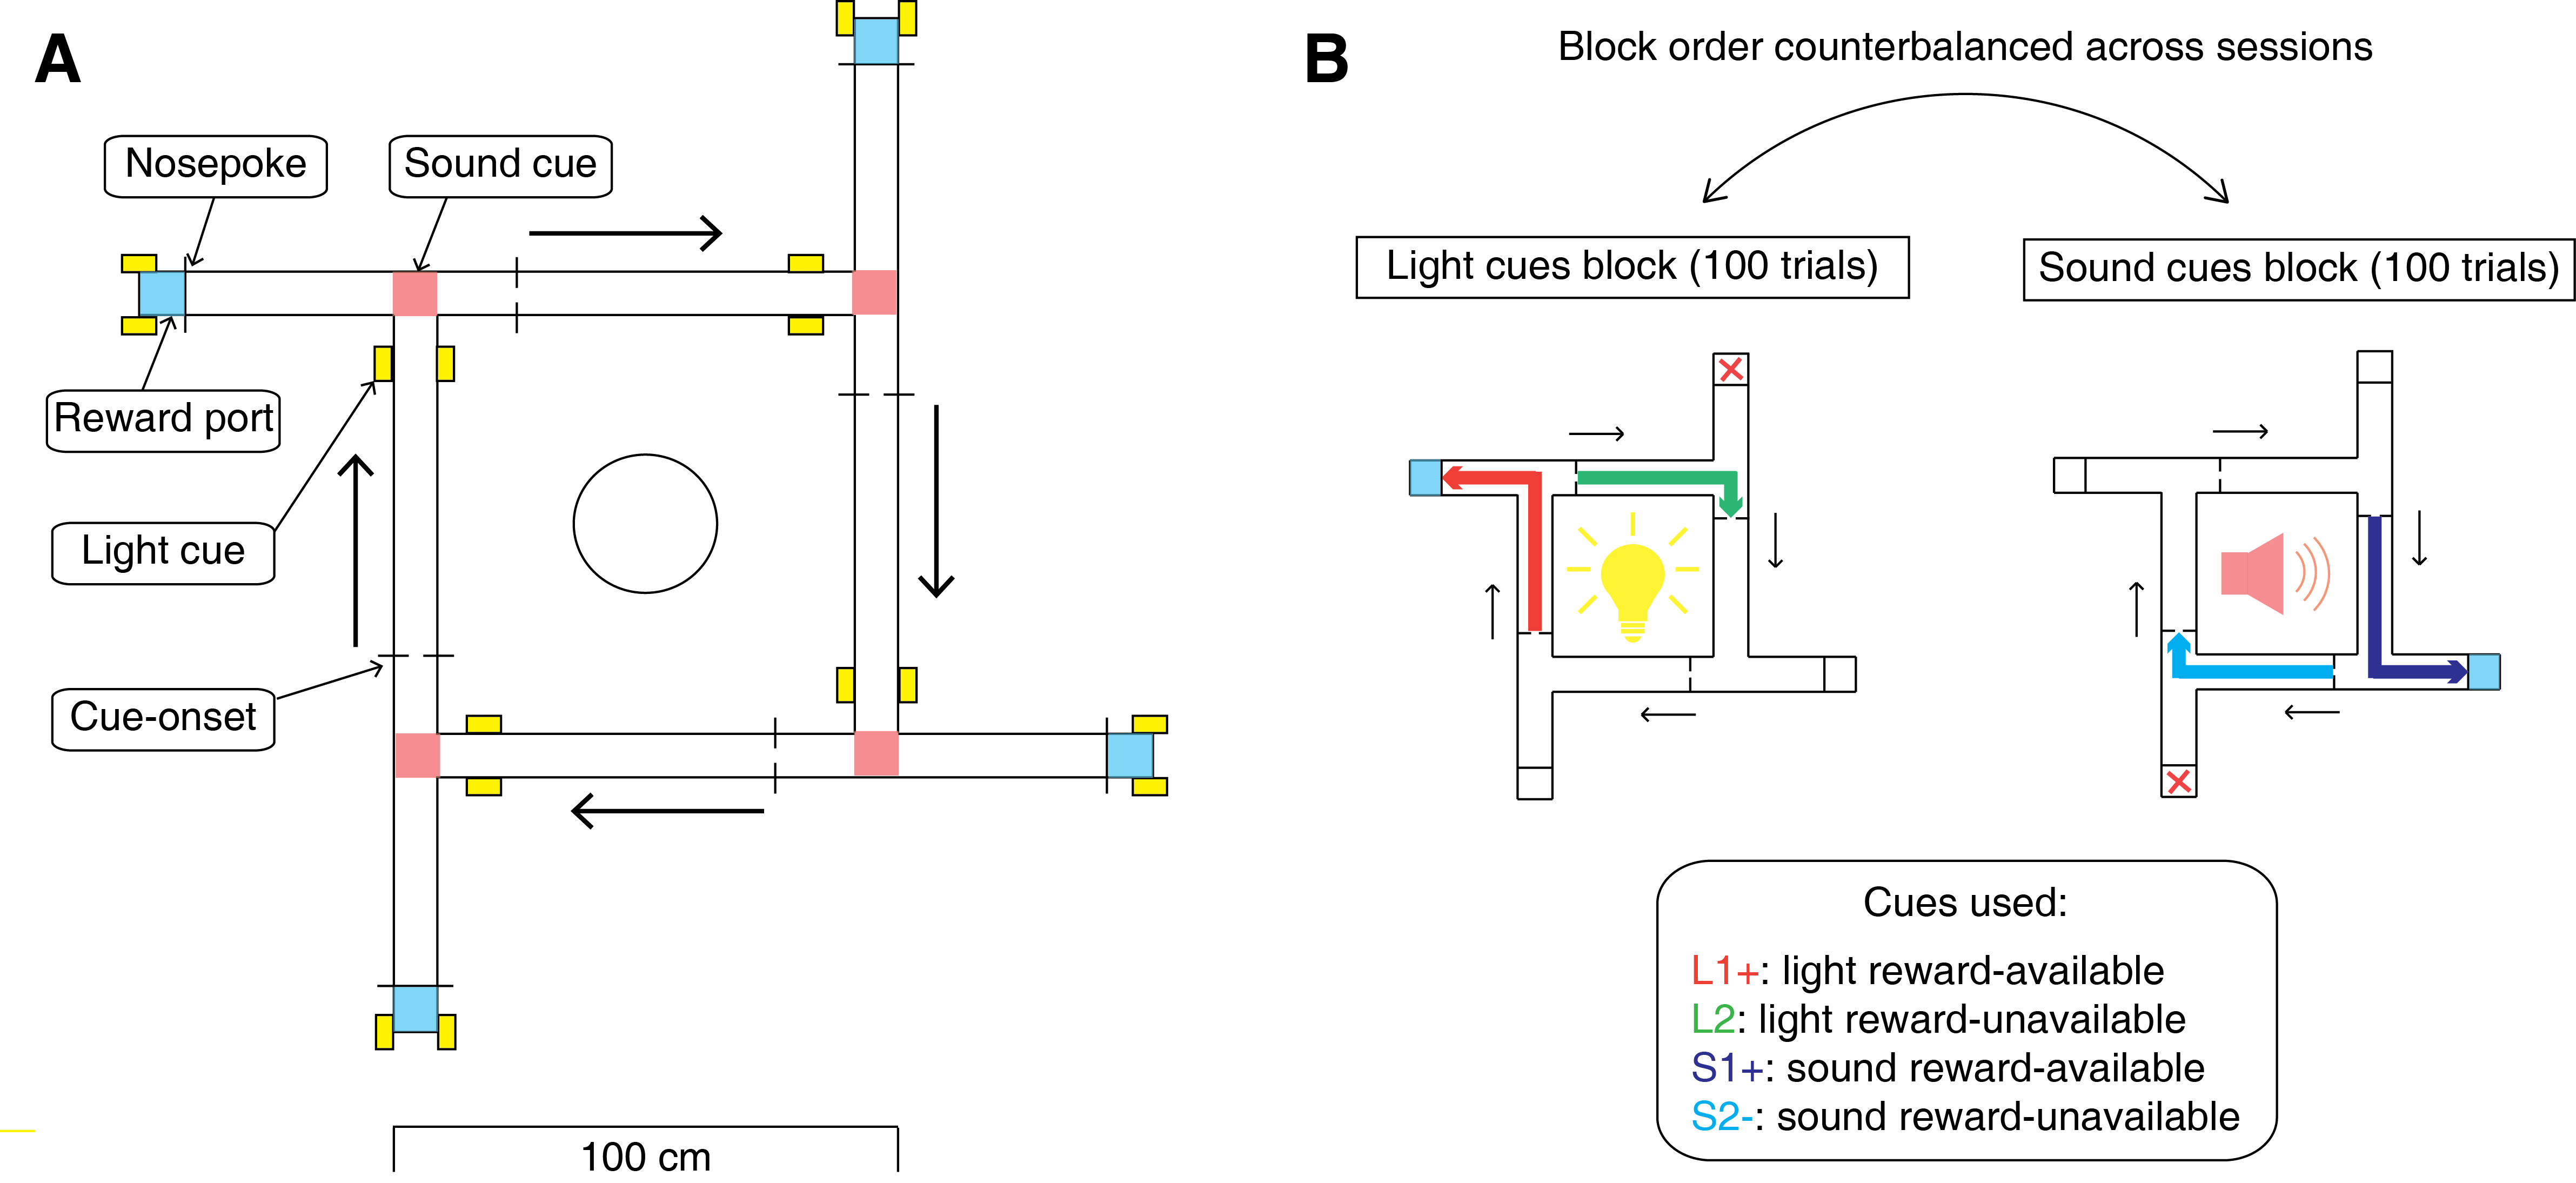 A
Nosepoke
Sound cue
Reward port
Light cue
Cue-onset
100 cm
B
Block order counterbalanced across sessions
Light cues block (100 trials)
Sound cues block (100 trials)
Cues used:
L1+: light reward-available
L2: light reward-unavailable
S1+: sound reward-available
S2-: sound reward-unavailable